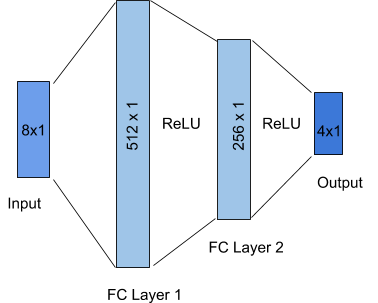 8x1
Input
512 x 1
FC Layer 1
ReLU
256 x 1
FC Layer 2
ReLU
4x1
Output